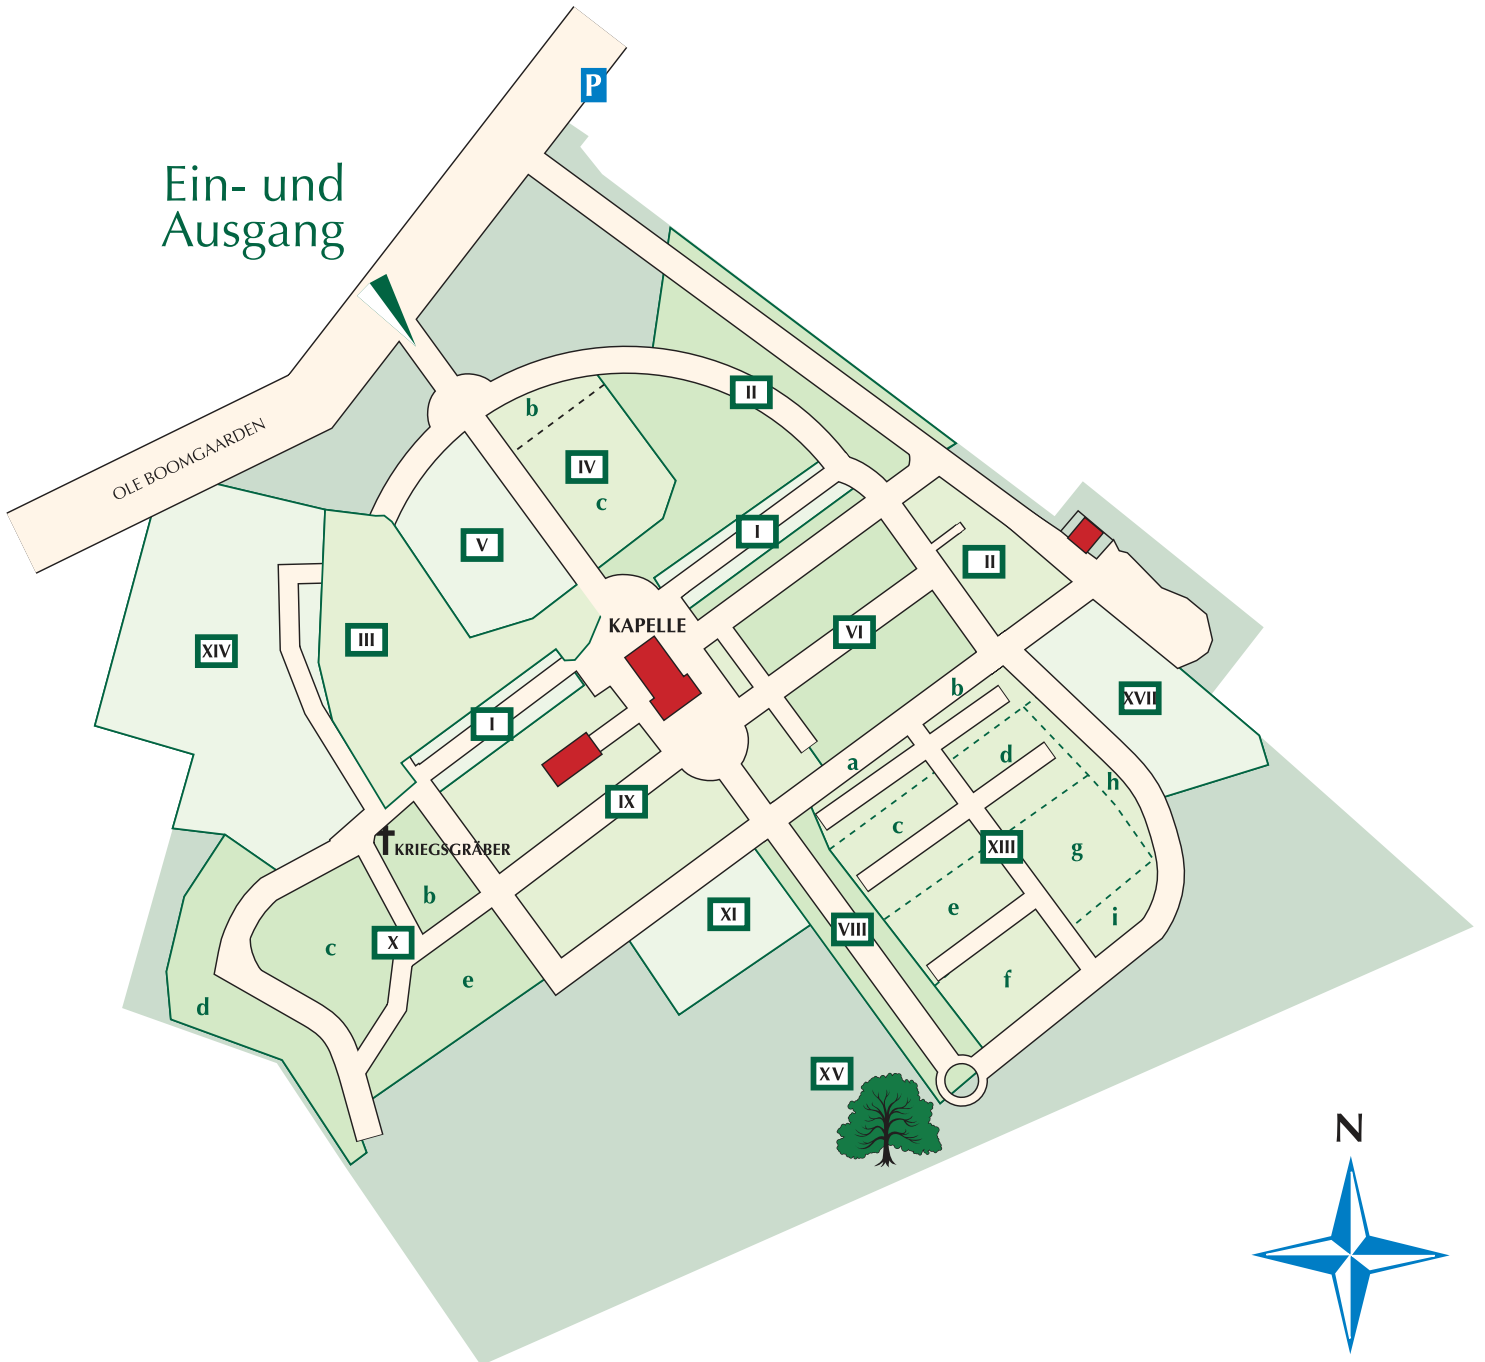 P
Ein- und
Ausgang
OLE BOOMGAARDEN
II
b
IV
c
I
V
II
KAPELLE
VI
III
XIV
b
XVII
I
a
d
h
IX
c
KRIEGSGRÄBER
XIII
g
b
e
XI
i
VIII
X
c
e
f
d
XV
N